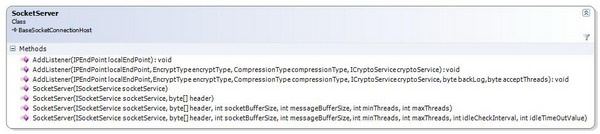 SocketServer
Class
BaseSocketConnectionHost
Methods
AddListener(IPEndPoint localEndPoint) : void
AddListener(IPEndPoint localEndPoint, EncryptType encryptType, CompressionType compressionType, ICryptoService cryptoService) : void
AddListener(IPEndPoint localEndPoint, EncryptType encryptType, CompressionType compressionType, ICryptoService cryptoService, byte backLog, byte acceptThreads) : void
SocketServer(ISocketService socketService)
SocketServer(ISocketService socketService, byte[] header)
SocketServer(ISocketService socketService, byte[] header, int socketBufferSize, int messageBufferSize, int minThreads, int maxThreads)
SocketServer(ISocketService socketService, byte[] header, int socketBufferSize, int messageBufferSize, int minThreads, int maxThreads, int idleCheckInterval, int idleTimeOutValue)